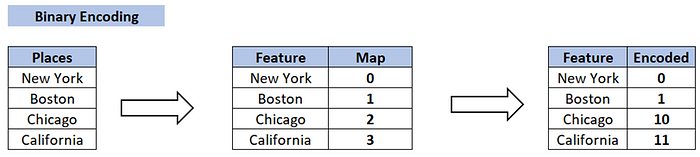 Binary Encoding
Places
New York
Boston
Chicago
California
Feature Map
New York 0
Boston 1
Chicago 2
California 3
Feature Encoded
New York 0
Boston 1
Chicago 10
California 11